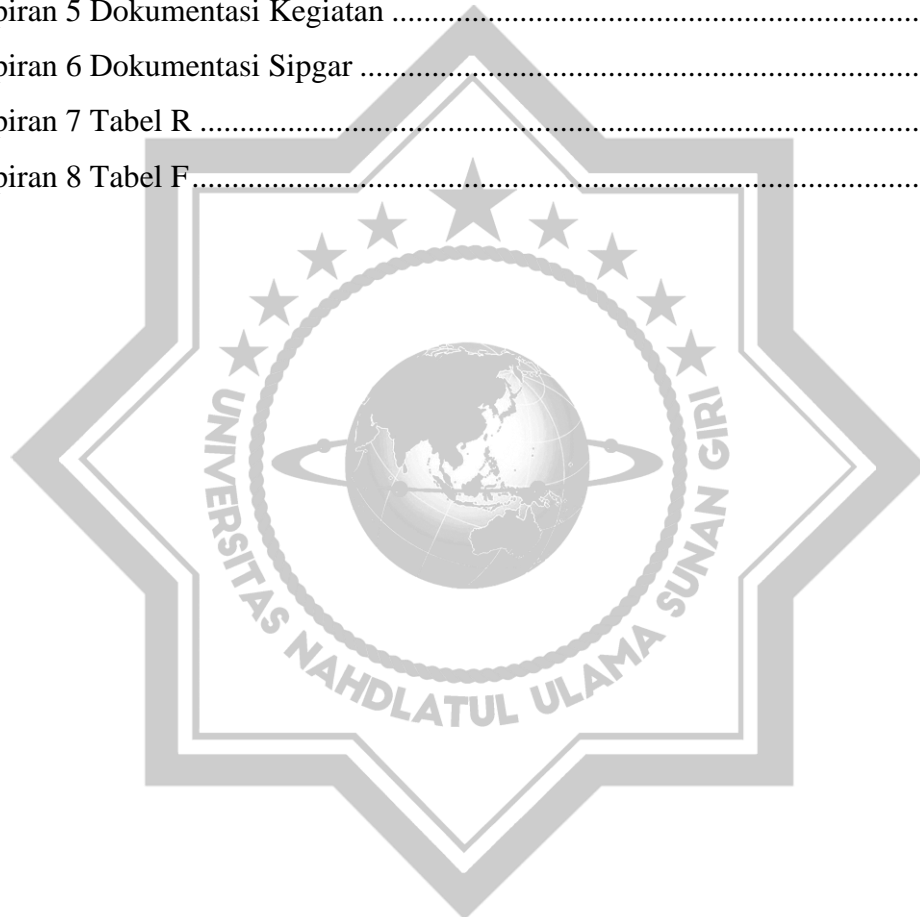 piran 5 Dokumentasi Kegiatan ........................................................................
piran 6 Dokumentasi Sipgar ............................................................................
piran 7 Tabel R ..................................................................................................
piran 8 Tabel F...................................................................................................
UNIVERSITAS NAHDLATUL ULAMA SUNAN GIRI